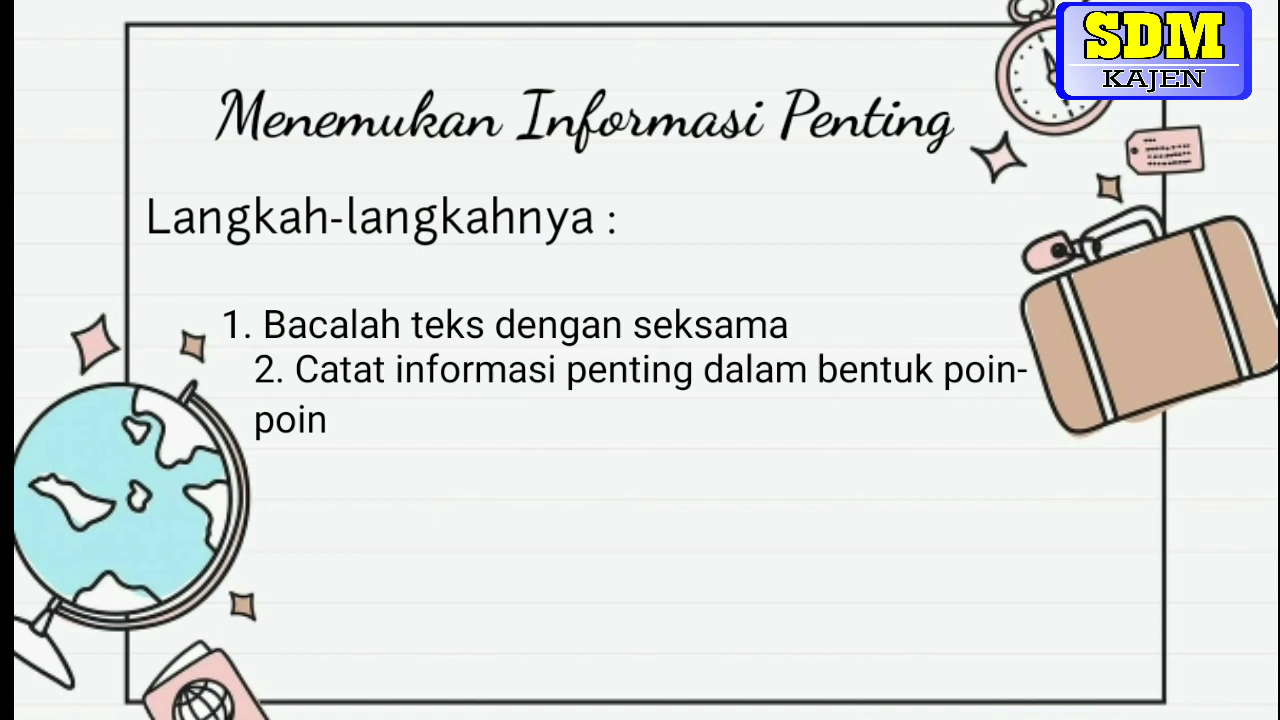 SDM
KAJEN
Menemukan Informasi Penting
Langkah-langkahnya :
1. Bacalah teks dengan seksama
2. Catat informasi penting dalam bentuk poin-
poin